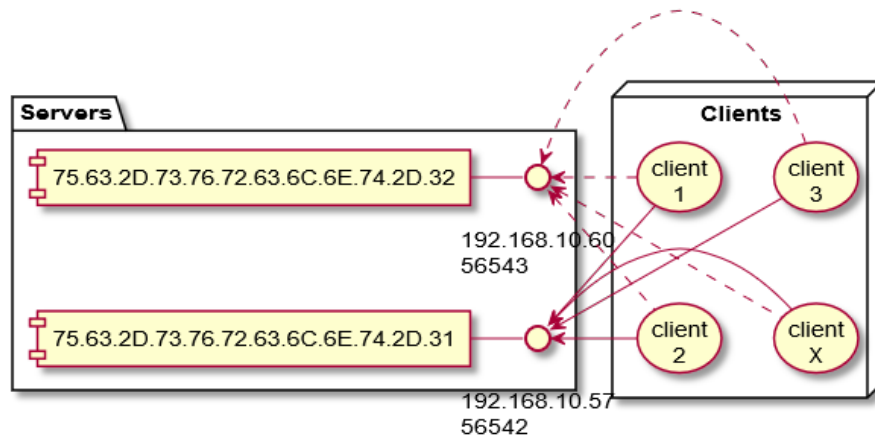 Servers
Clients
75.63.2D.73.76.72.63.6C.6E.74.2D.32
client
1
client
3
192.168.10.60
56543
75.63.2D.73.76.72.63.6C.6E.74.2D.31
client
2
client
X
192.168.10.57
56542